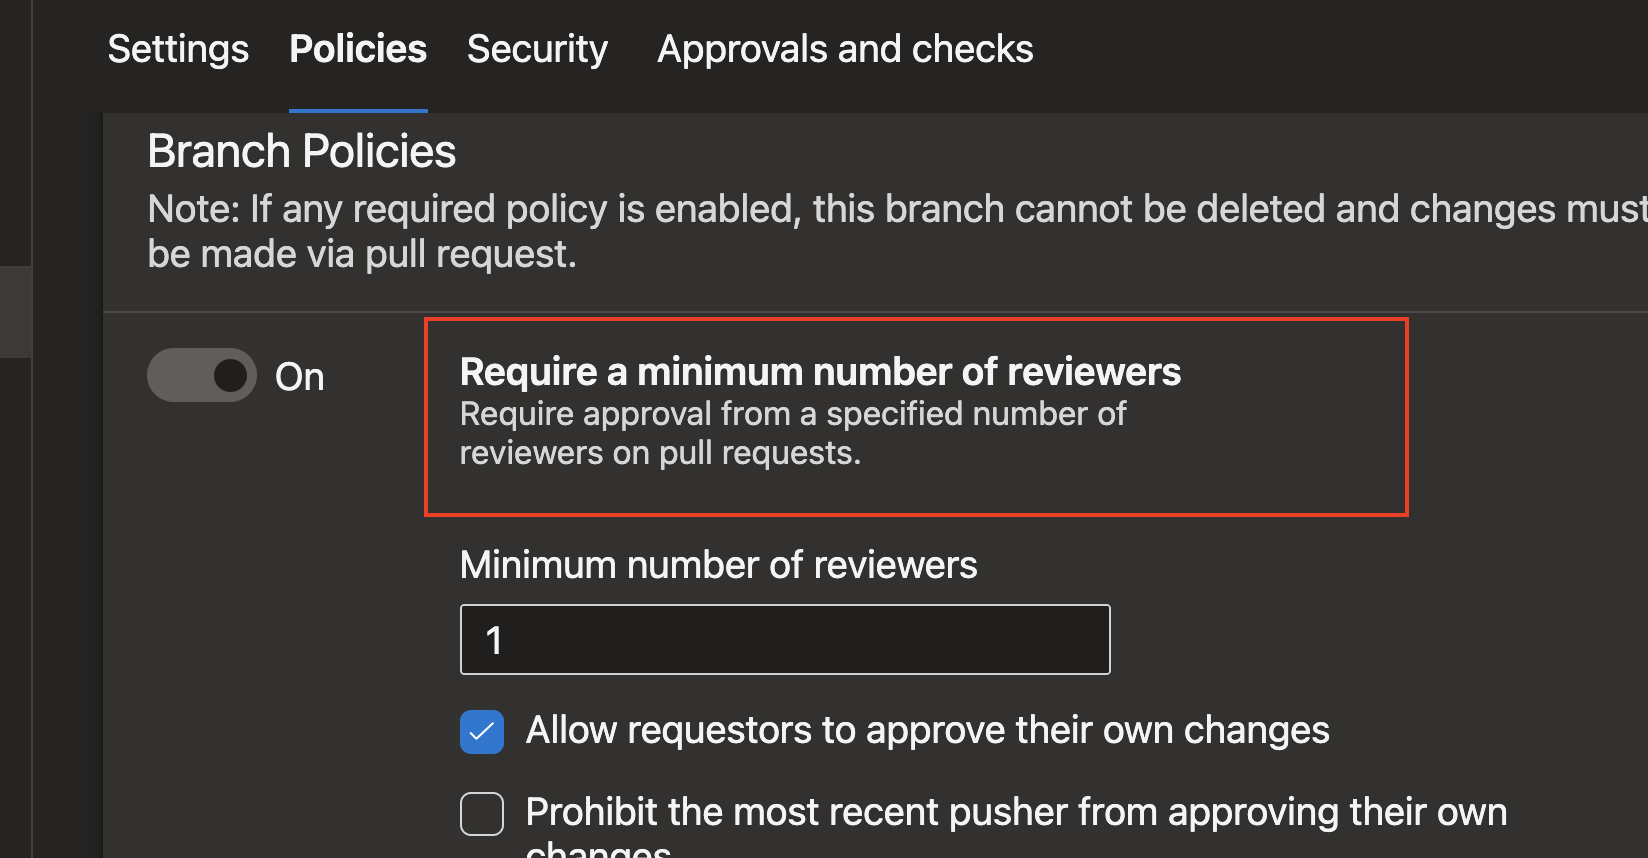 Settings Policies Security Approvals and checks
Branch Policies
Note: If any required policy is enabled, this branch cannot be deleted and changes must
be made via pull request.
On
Require a minimum number of reviewers
Require approval from a specified number of
reviewers on pull requests.
Minimum number of reviewers
1
Allow requestors to approve their own changes
Prohibit the most recent pusher from approving their own
changes